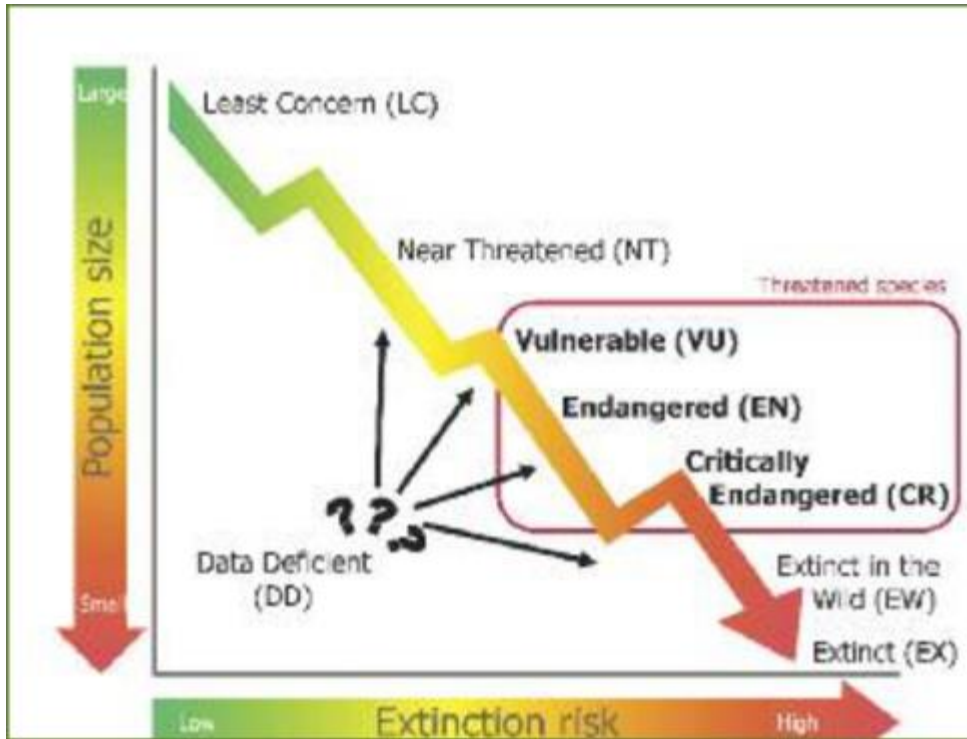 Large
Least Concern (LC)
Near Threatened (NT)
Threatened species
Vulnerable (VU)
Endangered (EN)
Critically
Endangered (CR)
Population size
? ? ?
Data Deficient
(DD)
Extinct in the
Wild (EW)
Small
Extinct (EX)
Low
Extinction risk
High